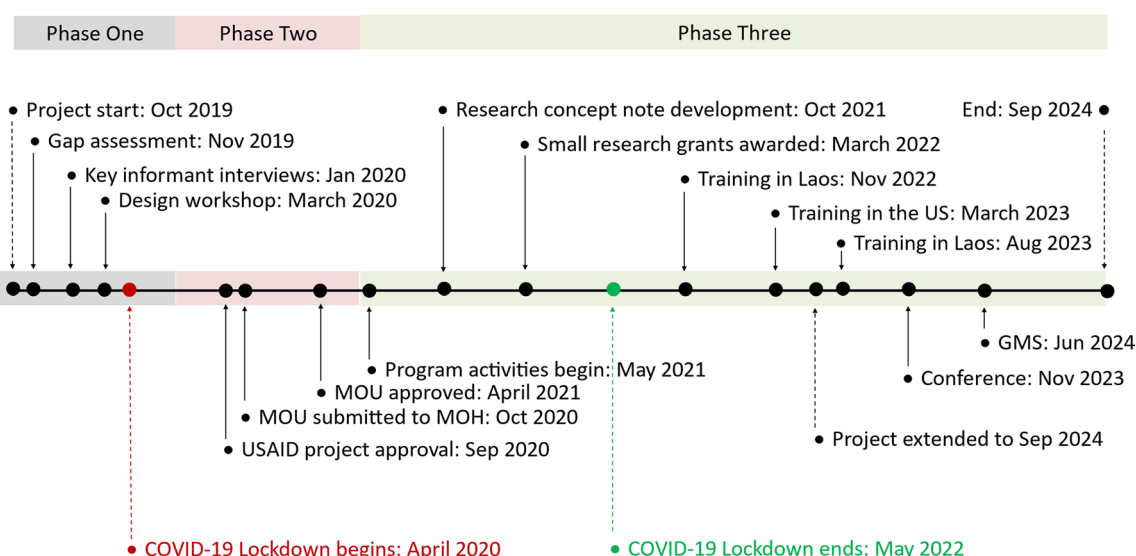 Phase One
Phase Two
Phase Three
Project start: Oct 2019
Research concept note development: Oct 2021
End: Sep 2024
Gap assessment: Nov 2019
Small research grants awarded: March 2022
Key informant interviews: Jan 2020
Training in Laos: Nov 2022
Design workshop: March 2020
Training in the US: March 2023
Training in Laos: Aug 2023
GMS: Jun 2024
Program activities begin: May 2021
Conference: Nov 2023
MOU approved: April 2021
MOU submitted to MOH: Oct 2020
Project extended to Sep 2024
USAID project approval: Sep 2020
COVID-19 Lockdown begins: April 2020
COVID-19 Lockdown ends: May 2022